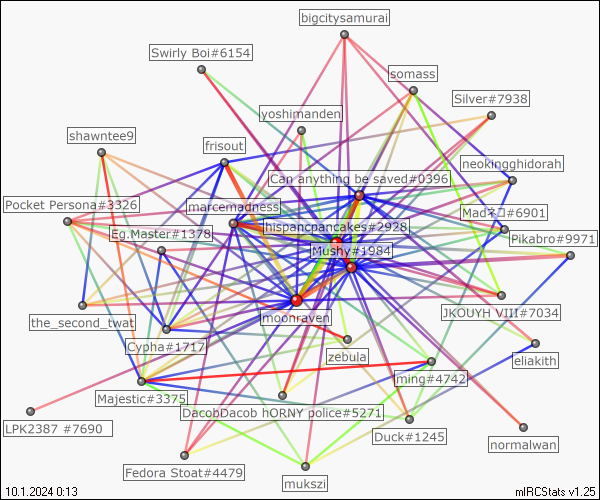 bigcitysamurai
Swirly Boi#6154
somass
Silver#7938
yoshimanden
shawntee9
frisout
neokingghidorah
Can anything be saved#0396
Pocket Persona#3326
marcemadness
Mad
#6901
hispancpancakes#2928
Eg.Master#1378
Pikabro#9971
Mushy#1984
JKOUYH VIII#7034
the_second_twat
moonraven
Cypha#1717
zebula
eliakith
ming#4742
Majestic#3375
DacobDacob hORNY police#5271
LPK2387 #7690
Duck#1245
normalwan
Fedora Stoat#4479
mukszi
10.1.2024 0:13
mIRCStats v1.25